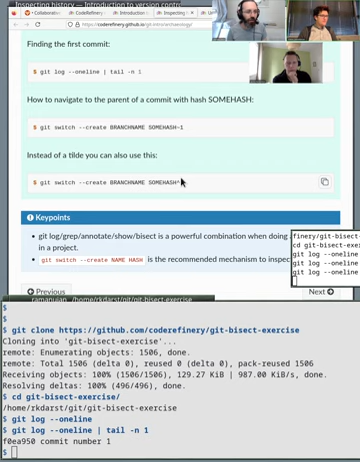 Inspecting history — Introduction to version contro
https://coderefinery.github.io/git-intro/archaeology/
Finding the first commit:
$ git log --oneline | tail -n 1
How to navigate to the parent of a commit with hash SOMEHASH:
$ git switch --create BRANCHNAME SOMEHASH~1
Instead of a tilde you can also use this:
$ git switch --create BRANCHNAME SOMEHASH^
Keypoints
git log/grep/annotate/show/bisect is a powerful combination when doing
in a project.
git switch --create NAME HASH is the recommended mechanism to inspec
finery/git-bisect-exer
cd git-bisect-exe
git log --oneline
git log --oneline
git log --oneline
Previous
Next
ramanujan /home/rkdarst/git/git-bisect-exercise
$
$
$ git clone https://github.com/coderefinery/git-bisect-exercise
Cloning into 'git-bisect-exercise'...
remote: Enumerating objects: 1506, done.
remote: Total 1506 (delta 0), reused 0 (delta 0), pack-reused 1506
Receiving objects: 100% (1506/1506), 129.27 KiB | 987.00 KiB/s, done.
Resolving deltas: 100% (496/496), done.
$ cd git-bisect-exercise/
/home/rkdarst/git/git-bisect-exercise
$ git log --oneline
$ git log --oneline | tail -n 1
f0ea950 commit number 1
$